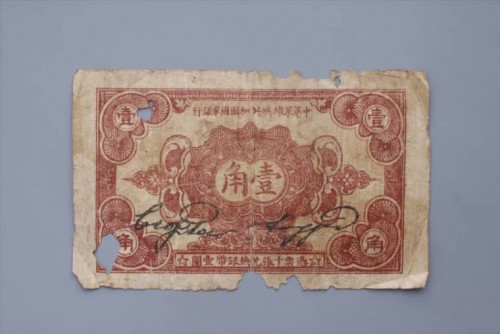 中華蘇維埃共和國國家銀行
壹 壹
壹角
角 角
憑票十張兌換銀幣壹圓